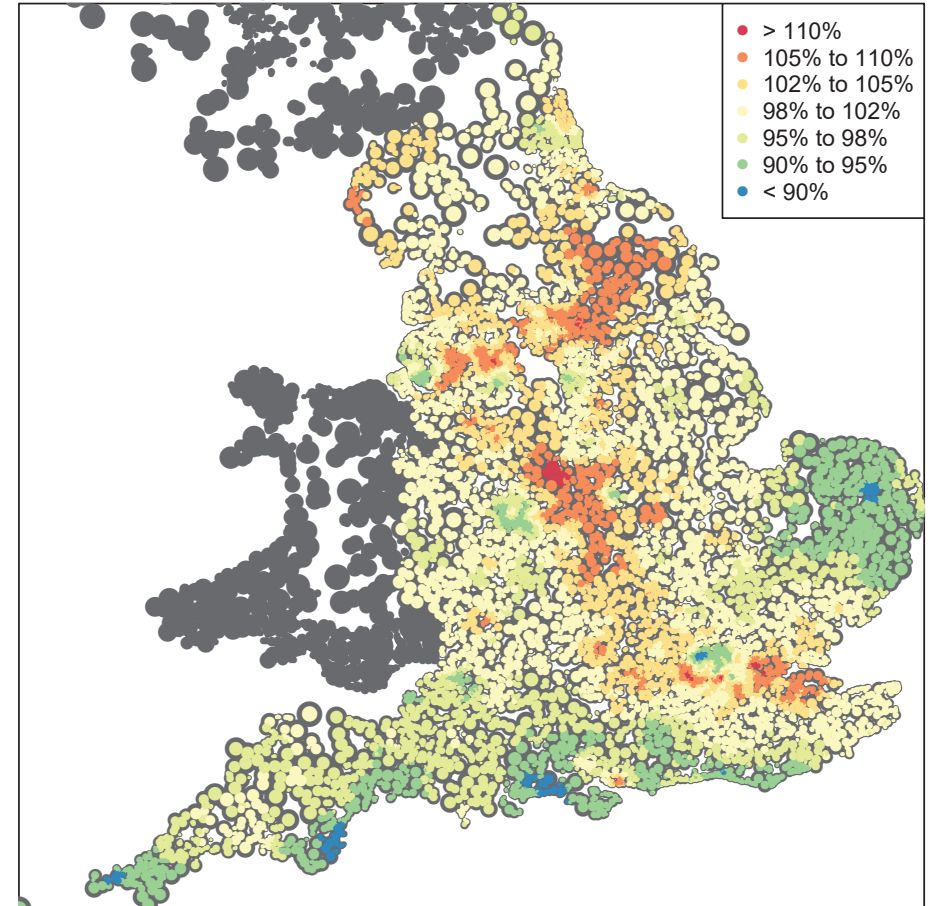 > 110%
105% to 110%
102% to 105%
98% to 102%
95% to 98%
90% to 95%
< 90%